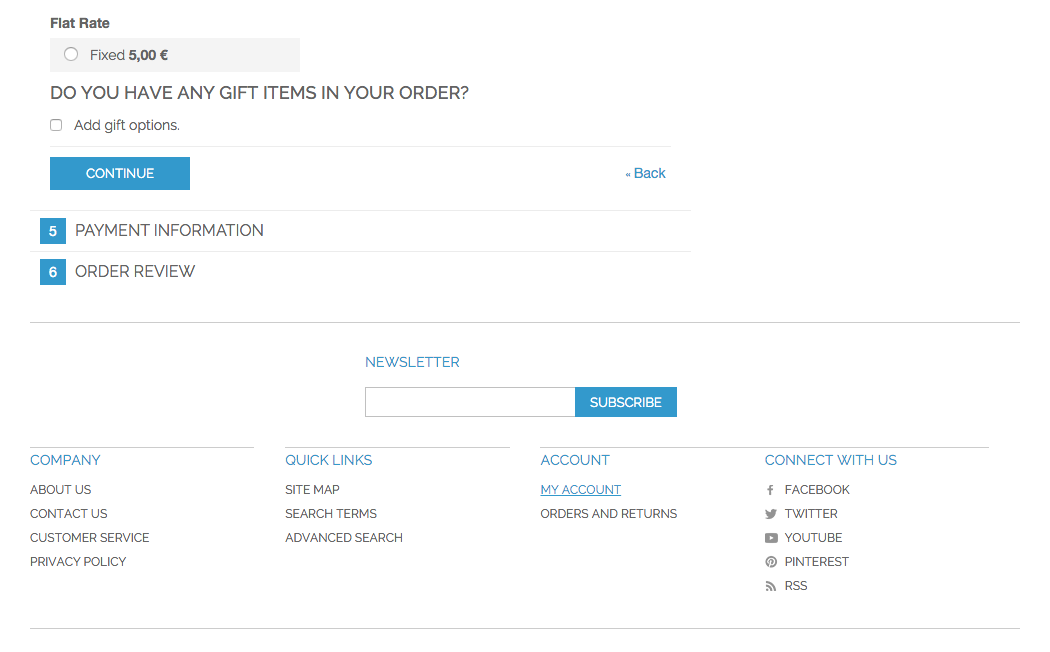 Flat Rate
Fixed 5,00 €
DO YOU HAVE ANY GIFT ITEMS IN YOUR ORDER?
Add gift options.
CONTINUE
« Back
5 PAYMENT INFORMATION
6 ORDER REVIEW
NEWSLETTER
SUBSCRIBE
COMPANY
ABOUT US
CONTACT US
CUSTOMER SERVICE
PRIVACY POLICY
QUICK LINKS
SITE MAP
SEARCH TERMS
ADVANCED SEARCH
ACCOUNT
MY ACCOUNT
ORDERS AND RETURNS
CONNECT WITH US
FACEBOOK
TWITTER
YOUTUBE
PINTEREST
RSS